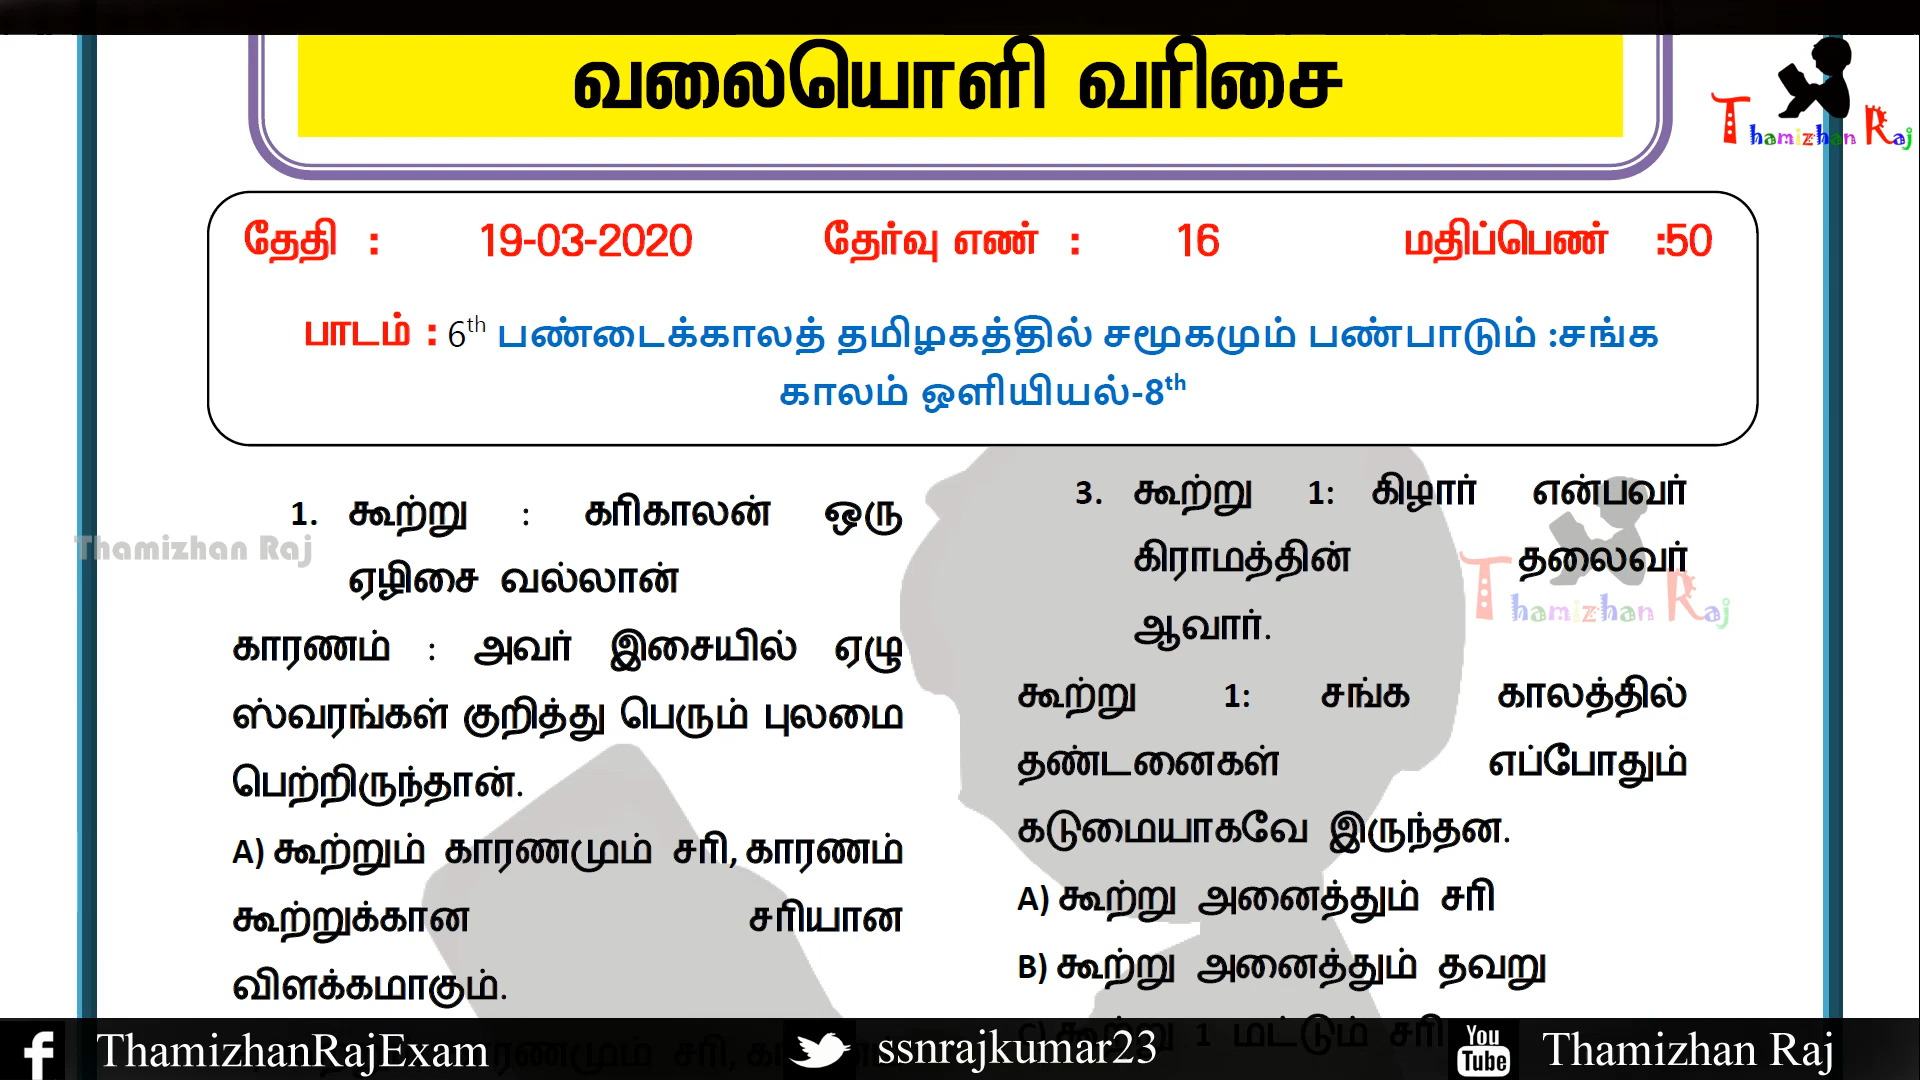 வலையொளி வரிசை
Thamizhan Raj
தேதி : 19-03-2020 தேர்வு எண் : 16 மதிப்பெண் :50
பாடம் : 6th பண்டைக்காலத் தமிழகத்தில் சமூகமும் பண்பாடும் :சங்க
காலம் ஒளியியல்-8th
1. கூற்று : கரிகாலன் ஒரு
ஏழிசை வல்லான்
காரணம் : அவர் இசையில் ஏழு
ஸ்வரங்கள் குறித்து பெரும் புலமை
பெற்றிருந்தான்.
A) கூற்றும் காரணமும் சரி, காரணம்
கூற்றுக்கான சரியான
விளக்கமாகும்.
Thamizhan Raj
3. கூற்று 1: கிழார் என்பவர்
கிராமத்தின் தலைவர்
ஆவார்.
கூற்று 1: சங்க காலத்தில்
தண்டனைகள் எப்போதும்
கடுமையாகவே இருந்தன.
A) கூற்று அனைத்தும் சரி
B) கூற்று அனைத்தும் தவறு
C) கூற்று 1 மட்டும் சரி
Thamizhan Raj
ThamizhanRajExam
ssnrajkumar23
You Tube
Thamizhan Raj